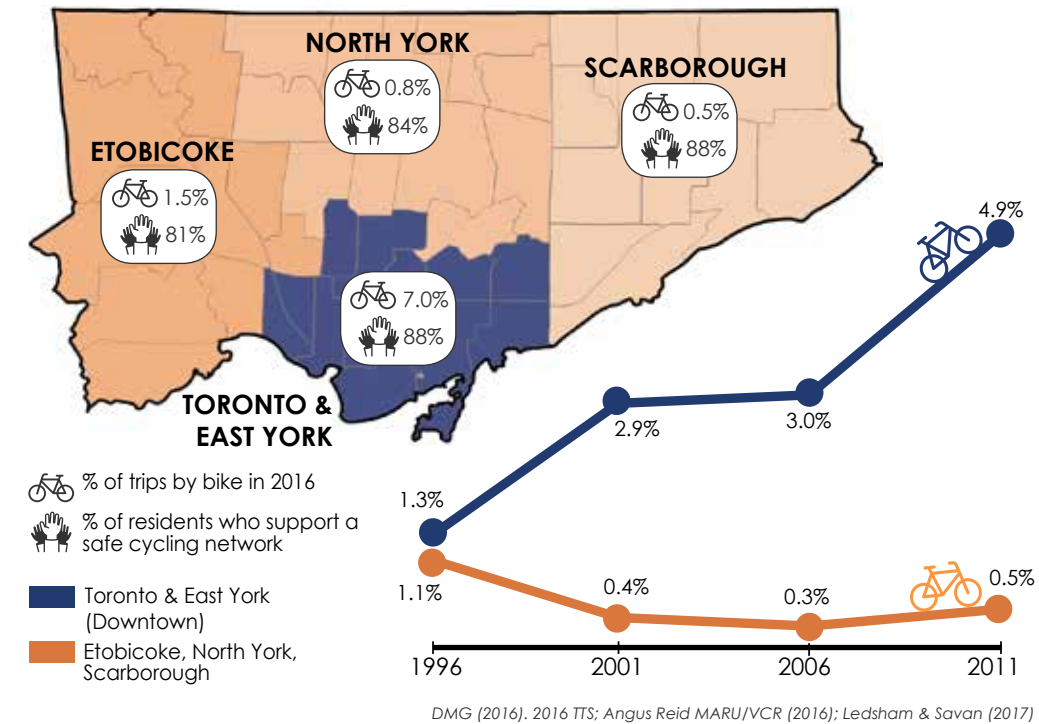 NORTH YORK
0.8%
84%
SCARBOROUGH
0.5%
88%
ETOBICOKE
1.5%
81%
7.0%
88%
TORONTO &
EAST YORK
% of trips by bike in 2016
% of residents who support a
safe cycling network
Toronto & East York
(Downtown)
Etobicoke, North York,
Scarborough
1.3%
2.9%
3.0%
4.9%
1.1%
0.4%
0.3%
0.5%
1996
2001
2006
2011
DMG (2016). 2016 TTS; Angus Reid MARU/VCR (2016); Ledsham & Savan (2017)